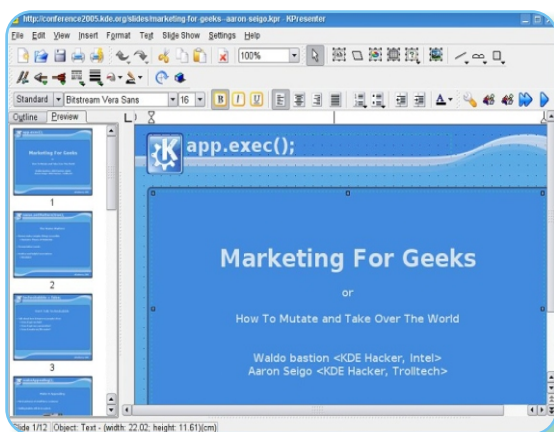 http://conference2005.kde.org/slides/marketing-for-geeks--aaron-seigo.kpr - KPresenter
File Edit View Insert Format Text Slide Show Settings Help
100%
Standard Bitstream Vera Sans 16 B I U
Outline Preview
app.exec();
Marketing For Geeks
or
How To Mutate and Take Over The World
Waldo bastion <KDE Hacker, Intel>
Aaron Seigo <KDE Hacker, Trolltech>
Marketing For Geeks
1
2
3
Slide 1/12 Object: Text - (width: 22.02; height: 11.61)(cm)